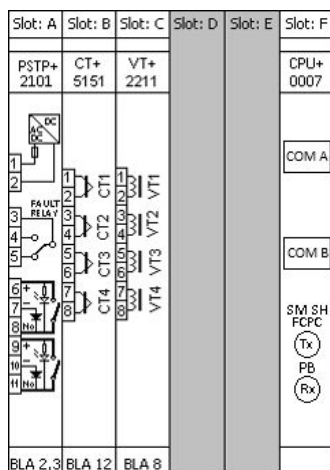 Slot: A Slot: B Slot: C Slot: D Slot: E Slot: F
PSTP+ CT+ VT+ CPU+
2101 5151 2211 0007
AC DC DC
1
2
FAULT
RELAY
3
4
5
6 + -
7
8 No
9 + -
10
11 No
1
2
CT1
3
4
CT2
5
6
CT3
7
8
CT4
1
2
VT1
3
4
VT2
5
6
VT3
7
8
VT4
COM A
COM B
SM SH
FCPC
Tx
PB
Rx
BLA 2,3 BLA 12 BLA 8